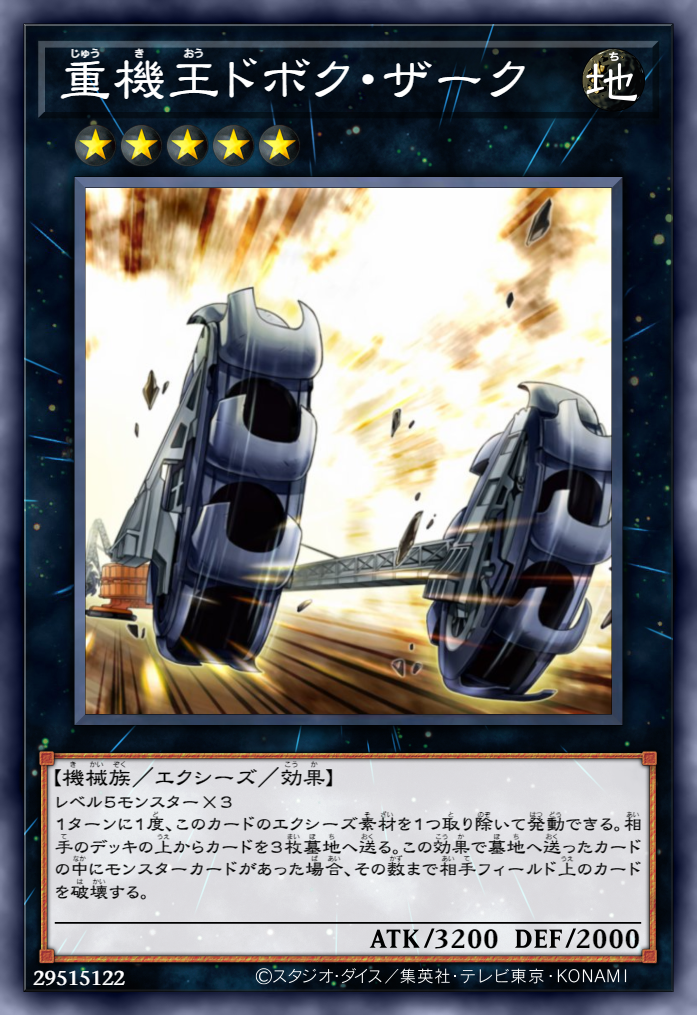 重機王ドボク・ザーク
地
【機械族／エクシーズ／効果】
レベル５モンスター×３
１ターンに１度、このカードのエクシーズ素材を１つ取り除いて発動できる。相
手のデッキの上からカードを３枚墓地へ送る。この効果で墓地へ送ったカード
の中にモンスターカードがあった場合、その数まで相手フィールド上のカード
を破壊する。
ATK/3200 DEF/2000
29515122 ©スタジオ・ダイス／集英社・テレビ東京・KONAMI